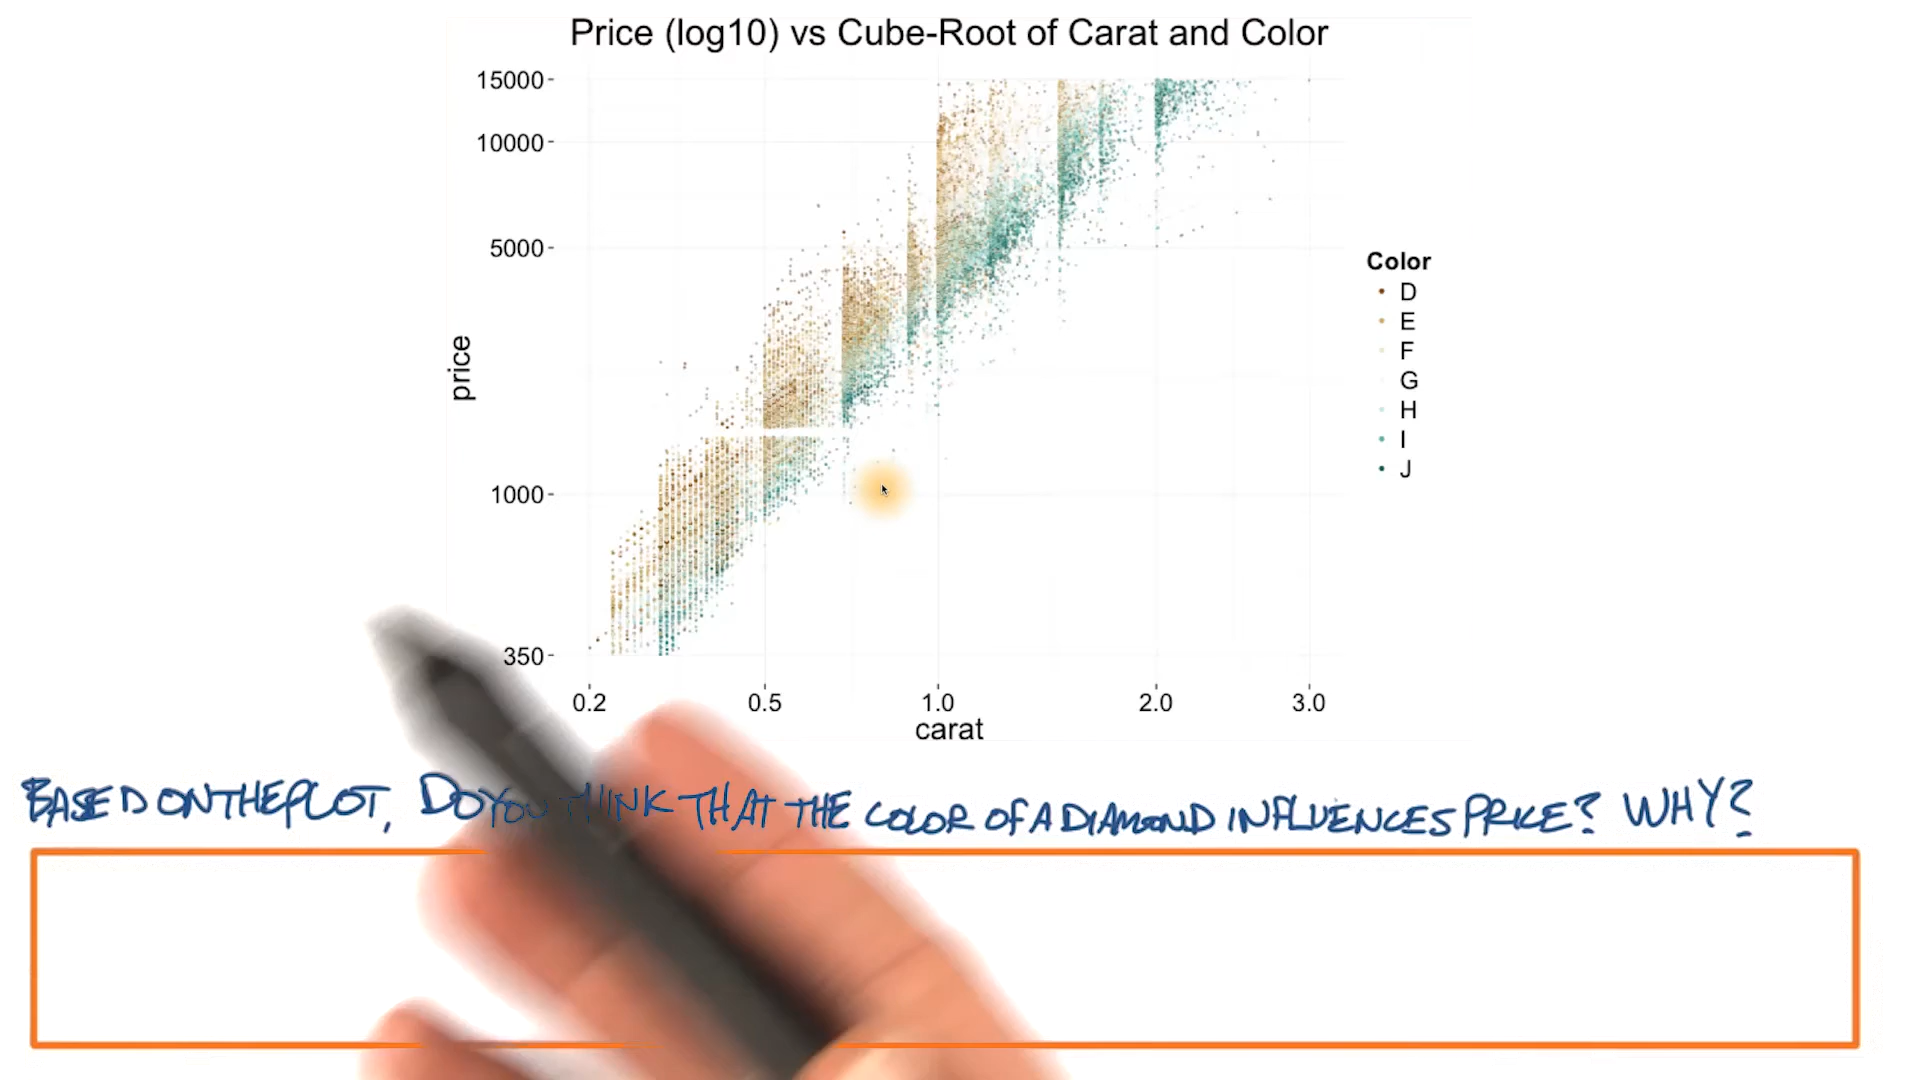 Price (log10) vs Cube-Root of Carat and Color
15000
10000
5000
1000
350
price
0.2 0.5 1.0 2.0 3.0
carat
Color
D
E
F
G
H
I
J
BASED ON THE PLOT, DO YOU THINK THAT THE COLOR OF A DIAMOND INFLUENCES PRICE? WHY?